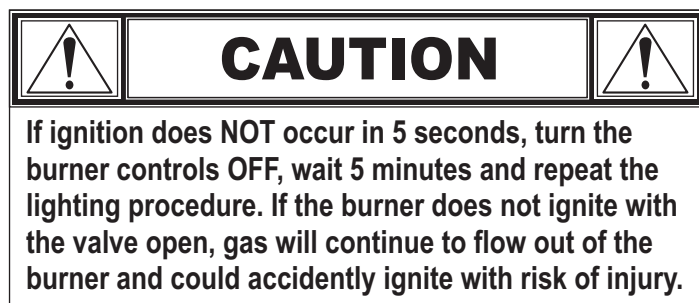 CAUTION
If ignition does NOT occur in 5 seconds, turn the
burner controls OFF, wait 5 minutes and repeat the
lighting procedure. If the burner does not ignite with
the valve open, gas will continue to flow out of the
burner and could accidently ignite with risk of injury.